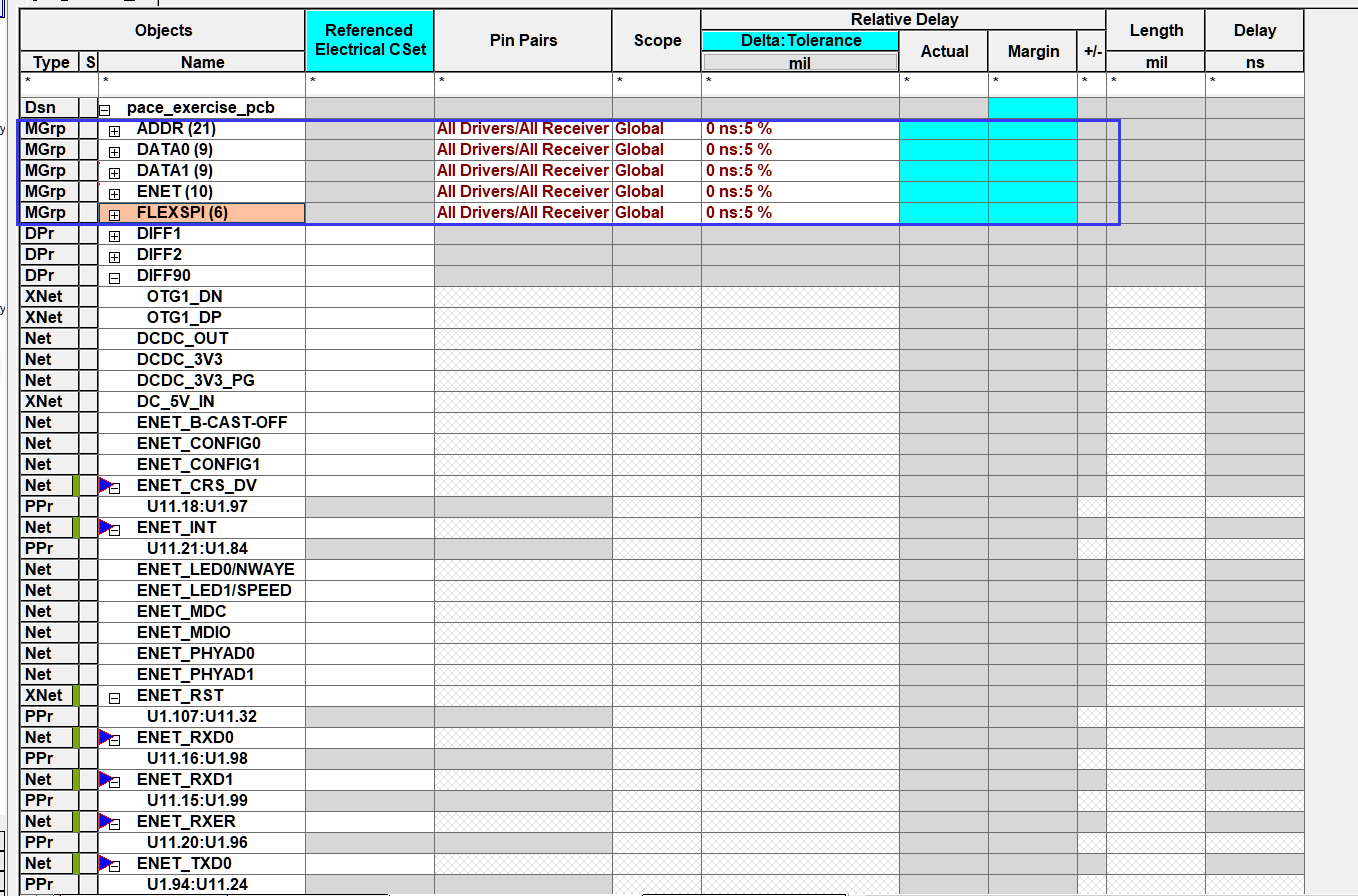 Objects Referenced Electrical CSet Pin Pairs Scope Relative Delay Length Delay
Delta:Tolerance Actual Margin +/-
Type S Name mil mil ns
* * * * * * * * * * *
Dsn pace_exercise_pcb
MGrp ADDR (21) All Drivers/All Receiver Global 0 ns:5 %
MGrp DATA0 (9) All Drivers/All Receiver Global 0 ns:5 %
MGrp DATA1 (9) All Drivers/All Receiver Global 0 ns:5 %
MGrp ENET (10) All Drivers/All Receiver Global 0 ns:5 %
MGrp FLEXSPI (6) All Drivers/All Receiver Global 0 ns:5 %
DPr DIFF1
DPr DIFF2
DPr DIFF90
XNet OTG1_DN
XNet OTG1_DP
Net DCDC_OUT
Net DCDC_3V3
Net DCDC_3V3_PG
XNet DC_5V_IN
Net ENET_B-CAST-OFF
Net ENET_CONFIG0
Net ENET_CONFIG1
Net ENET_CRS_DV
PPr U11.18:U1.97
Net ENET_INT
PPr U11.21:U1.84
Net ENET_LED0/NWAYE
Net ENET_LED1/SPEED
Net ENET_MDC
Net ENET_MDIO
Net ENET_PHYAD0
Net ENET_PHYAD1
XNet ENET_RST
PPr U1.107:U11.32
Net ENET_RXD0
PPr U11.16:U1.98
Net ENET_RXD1
PPr U11.15:U1.99
Net ENET_RXER
PPr U11.20:U1.96
Net ENET_TXD0
PPr U1.94:U11.24